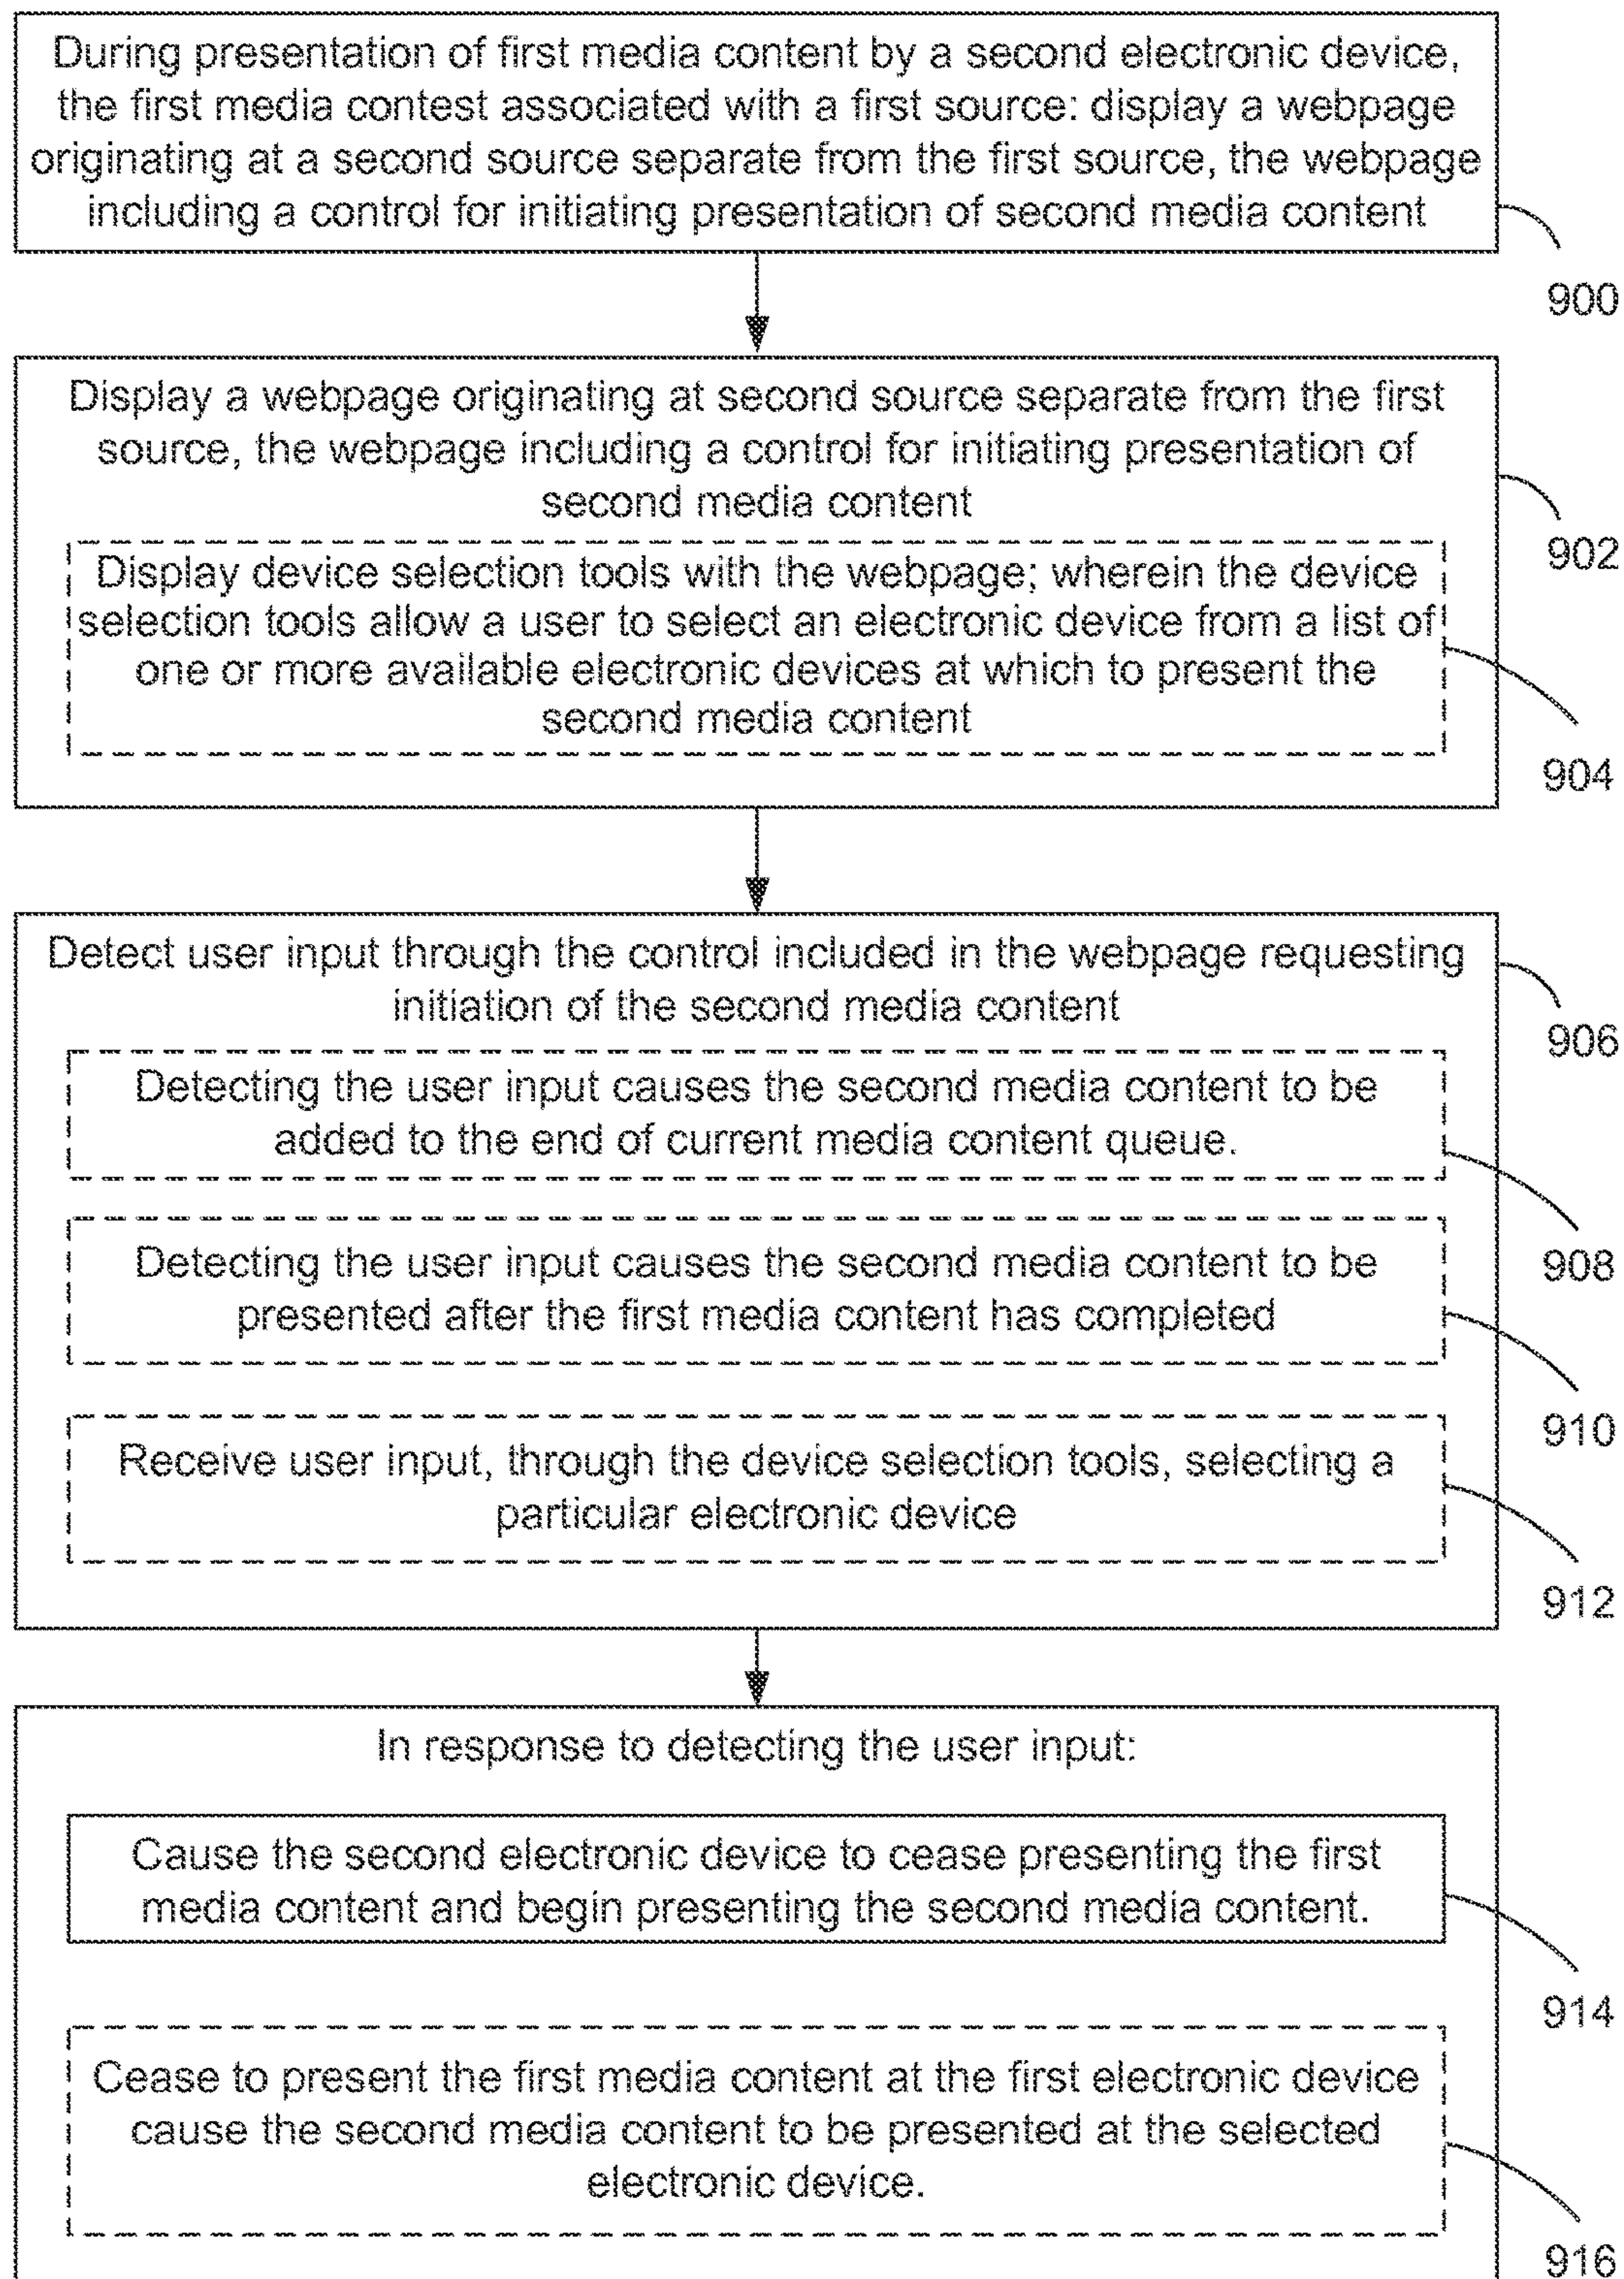 During presentation of first media content by a second electronic device,
the first media contest associated with a first source: display a webpage
originating at a second source separate from the first source, the webpage
including a control for initiating presentation of second media content
900
Display a webpage originating at second source separate from the first
source, the webpage including a control for initiating presentation of
second media content
902
Display device selection tools with the webpage; wherein the device
selection tools allow a user to select an electronic device from a list of
one or more available electronic devices at which to present the
second media content
904
Detect user input through the control included in the webpage requesting
initiation of the second media content
906
Detecting the user input causes the second media content to be
added to the end of current media content queue.
908
Detecting the user input causes the second media content to be
presented after the first media content has completed
910
Receive user input, through the device selection tools, selecting a
particular electronic device
912
In response to detecting the user input:
Cause the second electronic device to cease presenting the first
media content and begin presenting the second media content.
914
Cease to present the first media content at the first electronic device
cause the second media content to be presented at the selected
electronic device.
916